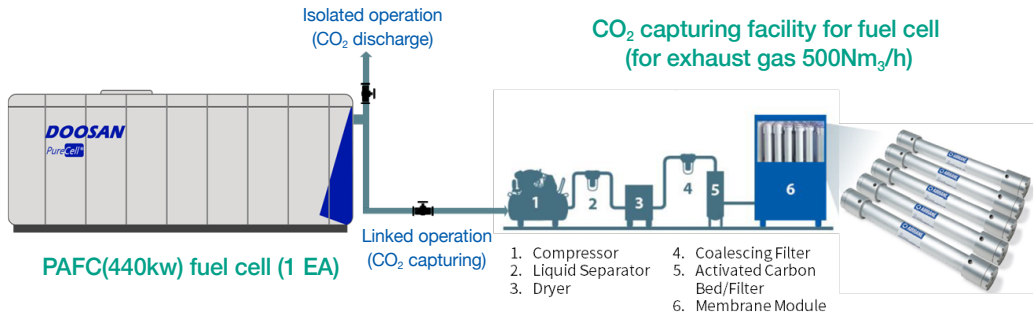 Isolated operation
(CO₂ discharge)
CO₂ capturing facility for fuel cell
(for exhaust gas 500Nm₃/h)
DOOSAN
PureCell
1
2
3
4
5
6
Linked operation
(CO₂ capturing)
PAFC(440kw) fuel cell (1 EA)
1. Compressor
2. Liquid Separator
3. Dryer
4. Coalescing Filter
5. Activated Carbon
Bed/Filter
6. Membrane Module